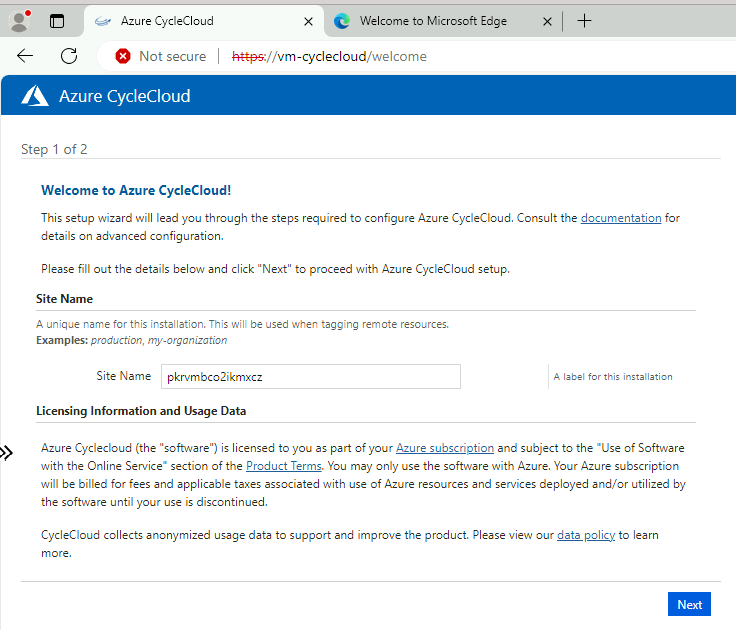 Azure CycleCloud
Welcome to Microsoft Edge
Not secure
https://vm-cyclecloud/welcome
Azure CycleCloud
Step 1 of 2
Welcome to Azure CycleCloud!
This setup wizard will lead you through the steps required to configure Azure CycleCloud. Consult the documentation for
details on advanced configuration.
Please fill out the details below and click "Next" to proceed with Azure CycleCloud setup.
Site Name
A unique name for this installation. This will be used when tagging remote resources.
Examples: production, my-organization
Site Name
pkrvmbco2ikmxcz
A label for this installation
Licensing Information and Usage Data
Azure Cyclecloud (the "software") is licensed to you as part of your Azure subscription and subject to the "Use of Software
with the Online Service" section of the Product Terms. You may only use the software with Azure. Your Azure subscription
will be billed for fees and applicable taxes associated with use of Azure resources and services deployed and/or utilized by
the software until your use is discontinued.
CycleCloud collects anonymized usage data to support and improve the product. Please view our data policy to learn
more.
Next